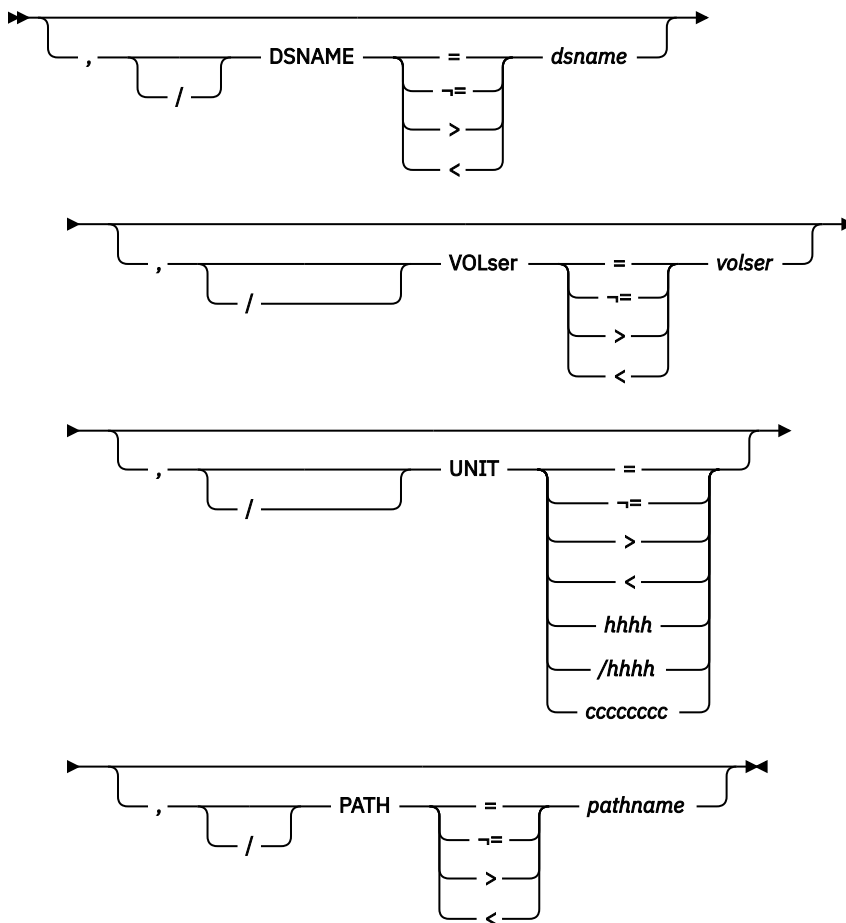 , / DSNAME = dsname
¬=
>
<
, / VOLser = volser
¬=
>
<
, / UNIT =
¬=
>
<
hhhh
/hhhh
cccccccc
, / PATH = pathname
¬=
>
<